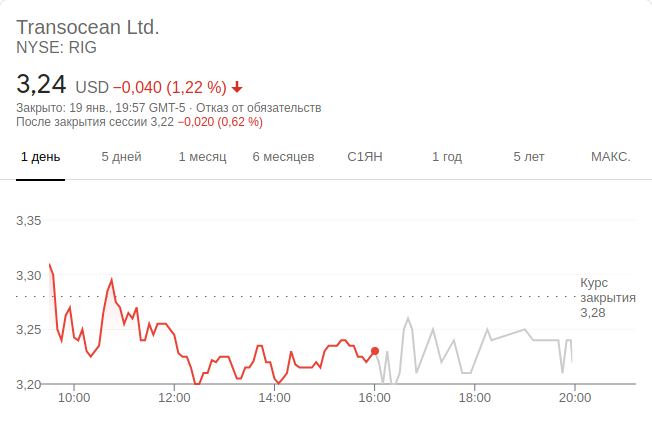 Transocean Ltd.
NYSE: RIG
3,24 USD −0,040 (1,22 %)
Закрыто: 19 янв., 19:57 GMT-5 · Отказ от обязательств
После закрытия сессии 3,22 −0,020 (0,62 %)
1 день 5 дней 1 месяц 6 месяцев С1ЯН 1 год 5 лет МАКС.
3,35
3,30
Курс
закрытия
3,28
3,25
3,20
10:00 12:00 14:00 16:00 18:00 20:00